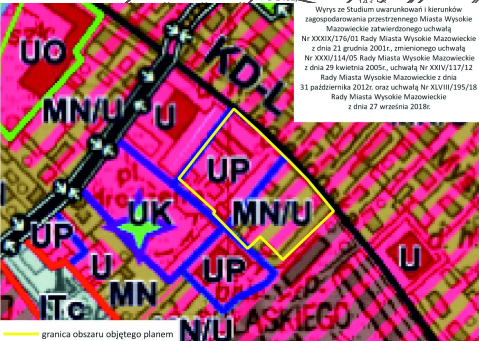 Wyrys ze Studium uwarunkowań i kierunków
zagospodarowania przestrzennego Miasta Wysokie
Mazowieckie zatwierdzonego uchwałą
Nr XXXIX/176/01 Rady Miasta Wysokie Mazowieckie
z dnia 21 grudnia 2001r., zmienionego uchwałą
Nr XXXI/114/05 Rady Miasta Wysokie Mazowieckie
z dnia 29 kwietnia 2005r., uchwałą Nr XXIV/117/12
Rady Miasta Wysokie Mazowieckie z dnia
31 października 2012r. oraz uchwałą Nr XLVIII/195/18
Rady Miasta Wysokie Mazowieckie
z dnia 27 września 2018r.
UO
KD-L
MN/U
U
UP
pl.
UK
MN/U
UP
U
UP
U
MN
ITc
N/U
granica obszaru objętego planem